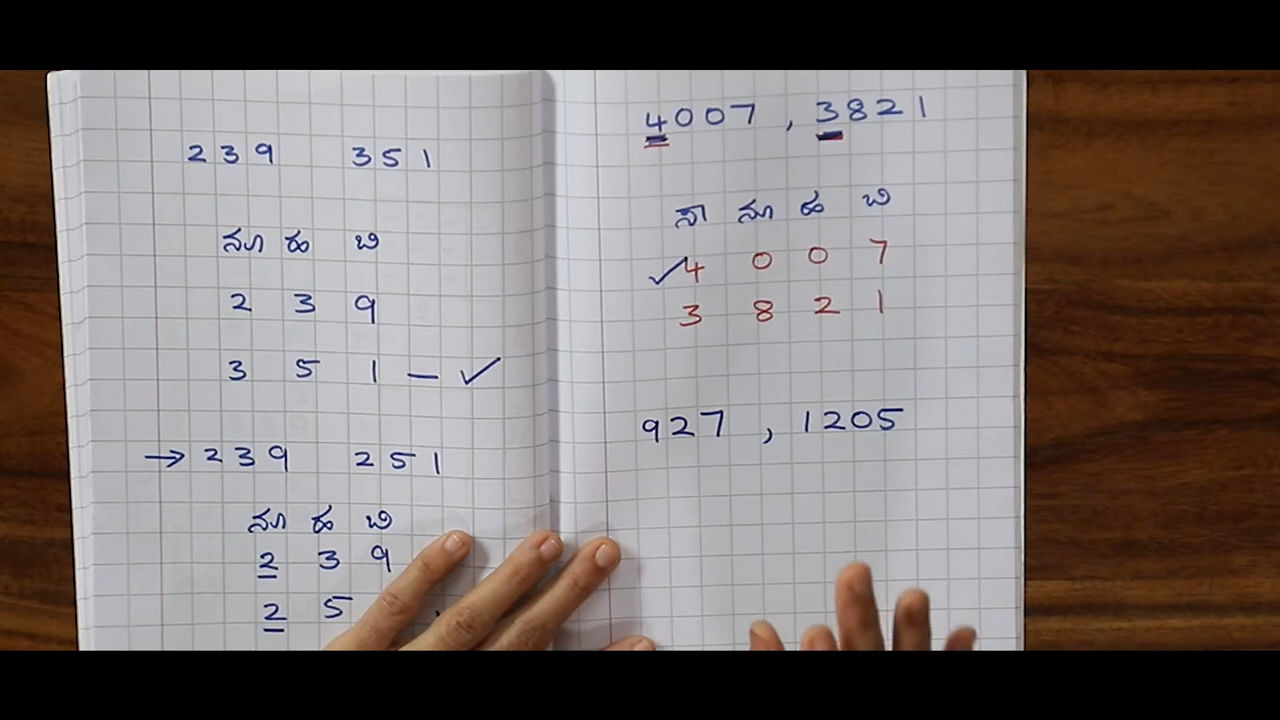 239 351
ನೂ ಹ ಬಿ
2 3 9
3 5 1 — ✓
→ 239 251
ನೂ ಹ ಬಿ
2 3 9
2 5
4007 , 3821
ಸಾ ನೂ ಹ ಬಿ
✓ 4 0 0 7
3 8 2 1
927 , 1205